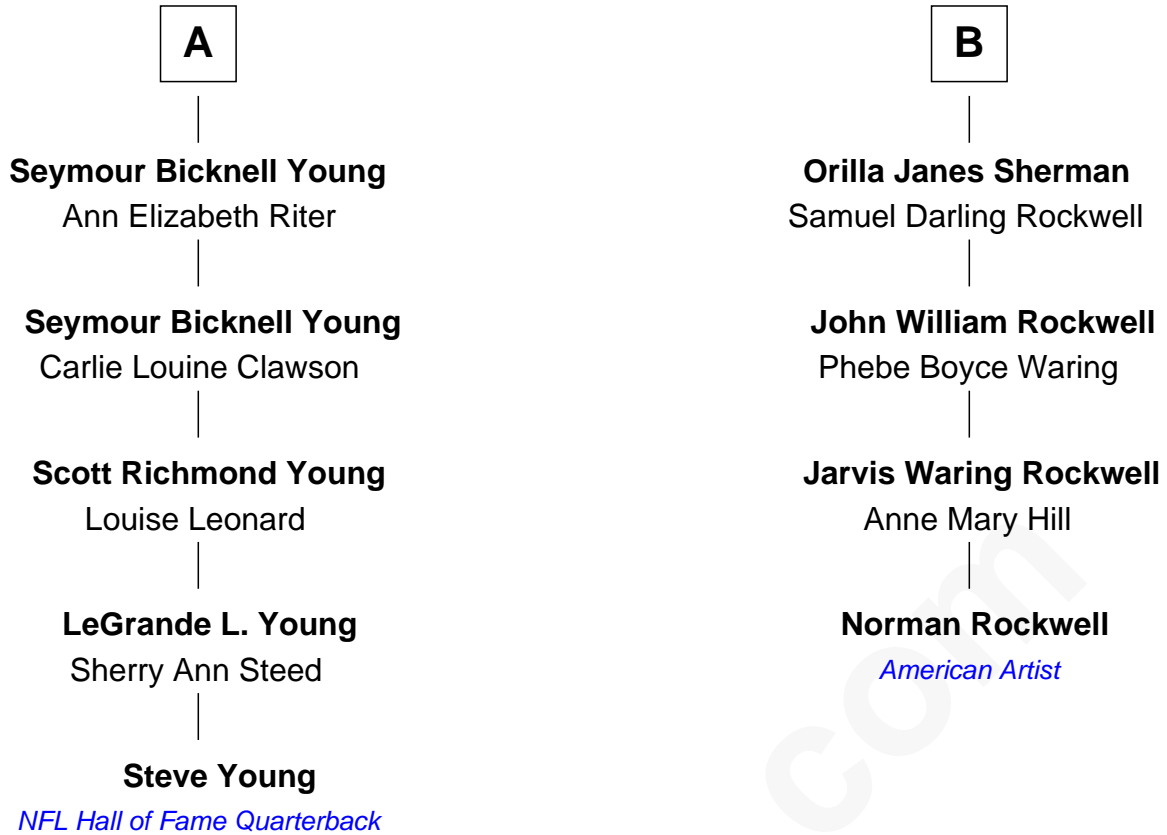 A
Seymour Bicknell Young
Ann Elizabeth Riter
Seymour Bicknell Young
Carlie Louine Clawson
Scott Richmond Young
Louise Leonard
LeGrande L. Young
Sherry Ann Steed
Steve Young
NFL Hall of Fame Quarterback
B
Orilla Janes Sherman
Samuel Darling Rockwell
John William Rockwell
Phebe Boyce Waring
Jarvis Waring Rockwell
Anne Mary Hill
Norman Rockwell
American Artist
com